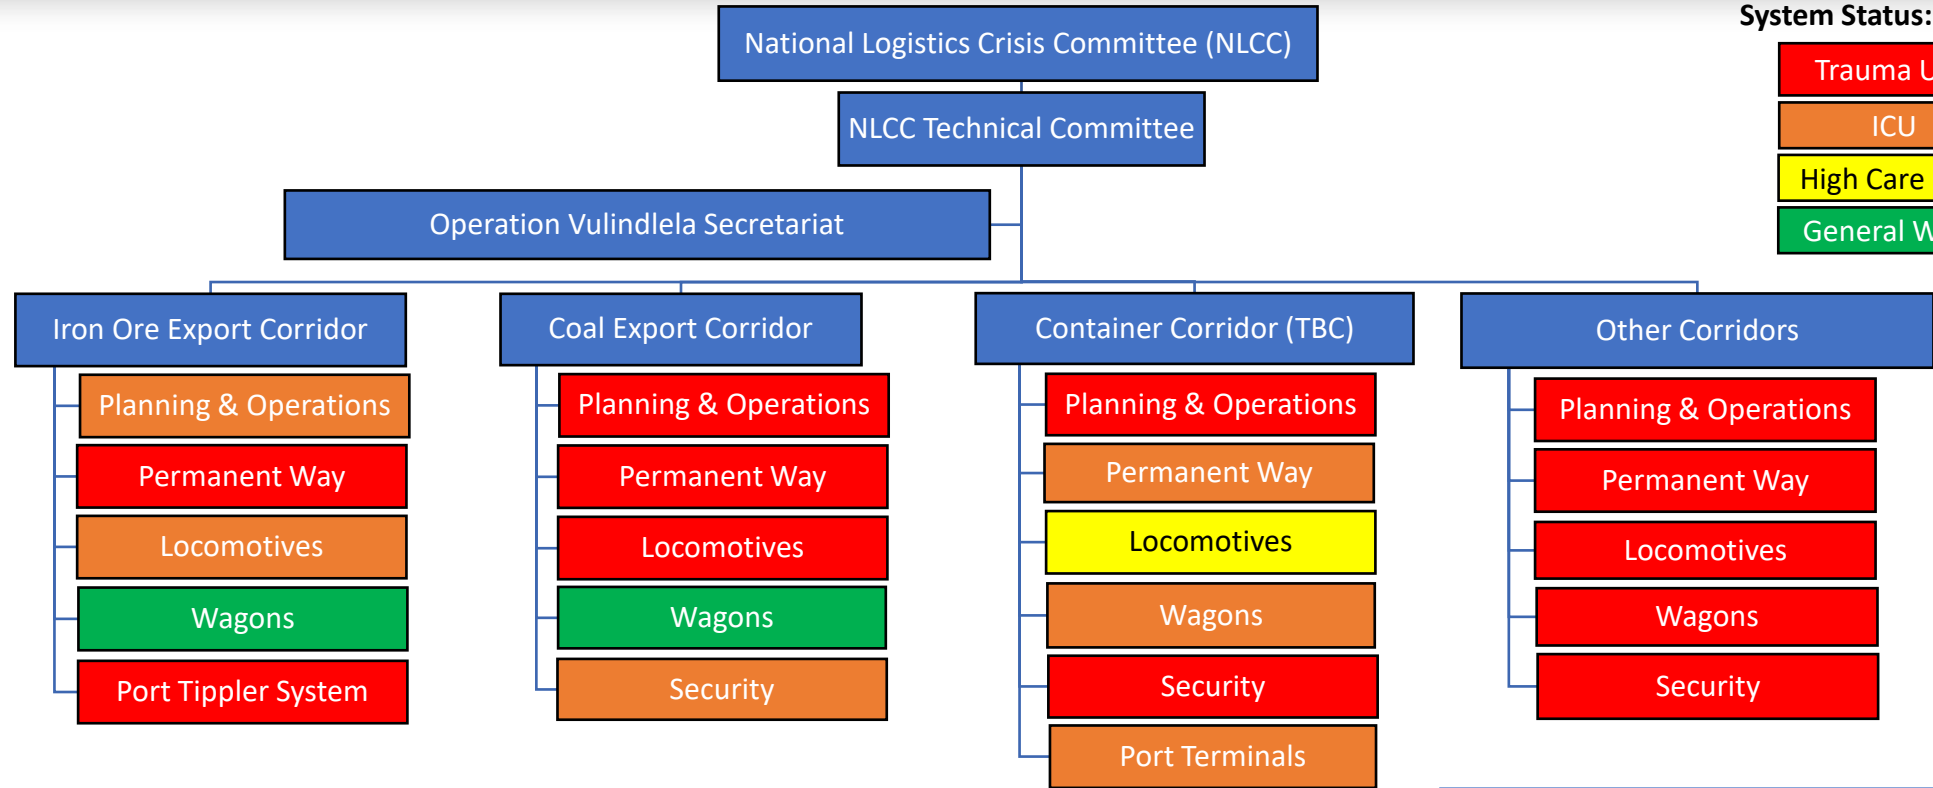 System Status:
National Logistics Crisis Committee (NLCC)
Trauma
NLCC Technical Committee
ICU
High Care
Operation Vulindlela Secretariat
General
Iron Ore Export Corridor
Planning & Operations
Permanent Way
Locomotives
Wagons
Port Tippler System
Coal Export Corridor
Planning & Operations
Permanent Way
Locomotives
Wagons
Security
Container Corridor (TBC)
Planning & Operations
Permanent Way
Locomotives
Wagons
Security
Port Terminals
Other Corridors
Planning & Operations
Permanent Way
Locomotives
Wagons
Security